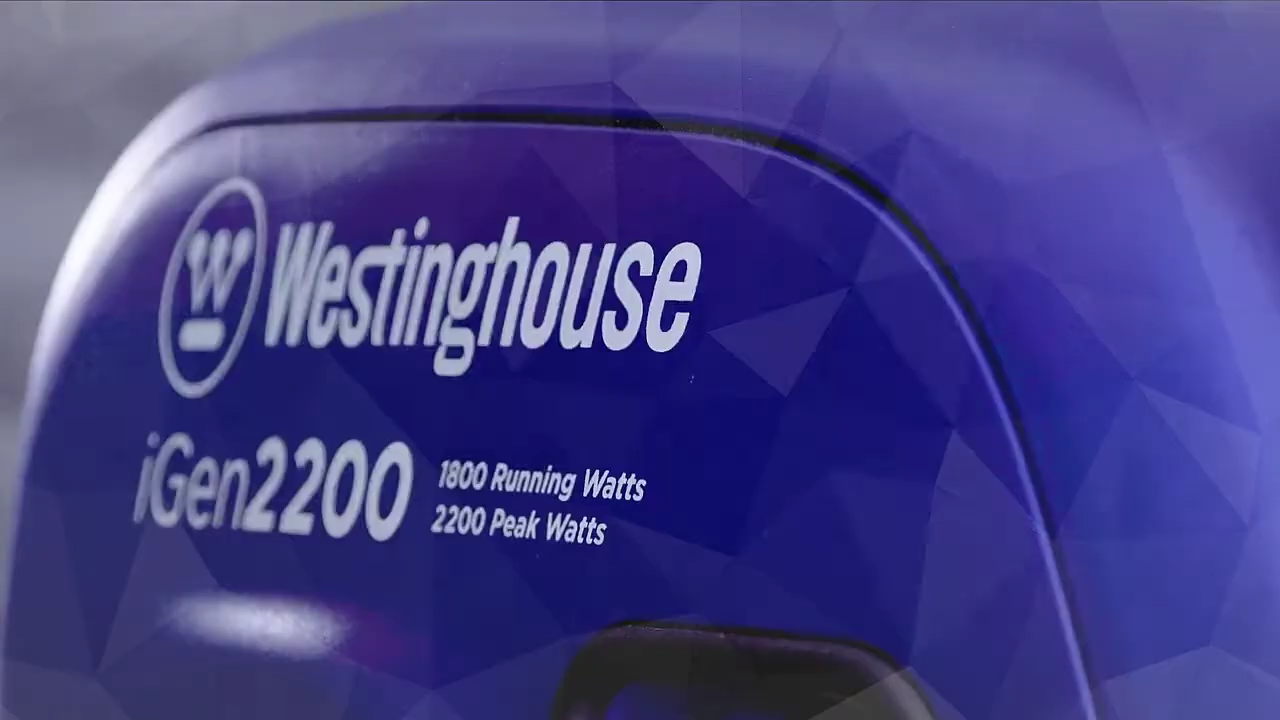 W
Westinghouse
iGen2200
1800 Running Watts
2200 Peak Watts